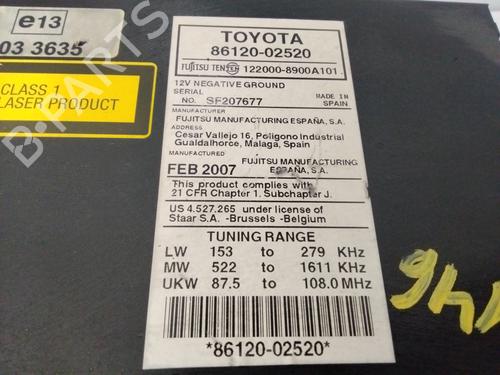 e13
03 3635
CLASS 1
LASER PRODUCT
TOYOTA
86120-02520
FUJITSU TEN 122000-8900A101
12V NEGATIVE GROUND
SERIAL
NO. SF207677
MADE IN
SPAIN
MANUFACTURER
FUJITSU MANUFACTURING ESPAÑA, S.A.
ADDRESS
Cesar Vallejo 16, Poligono Industrial
Gualdalhorce, Malaga, Spain
MANUFACTURED
FUJITSU MANUFACTURING
FEB 2007
ESPAÑA, S.A.
This product complies with
21 CFR Chapter 1. Subchapter J.
US 4.527.265 under license of
Staar S.A. -Brussels -Belgium
TUNING RANGE
LW 153 to 279 KHz
MW 522 to 1611 KHz
UKW 87.5 to 108.0 MHz
*86120-02520*
B-PARTS